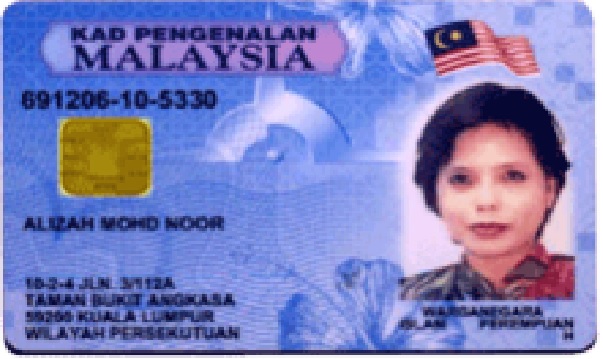 KAD PENGENALAN
MALAYSIA
691206-10-5330
ALIZAH MOHD NOOR
10-2-4 JLN. 3/112A
TAMAN BUKIT ANGKASA
59200 KUALA LUMPUR
WILAYAH PERSEKUTUAN
WARGANEGARA
ISLAM PEREMPUAN
H